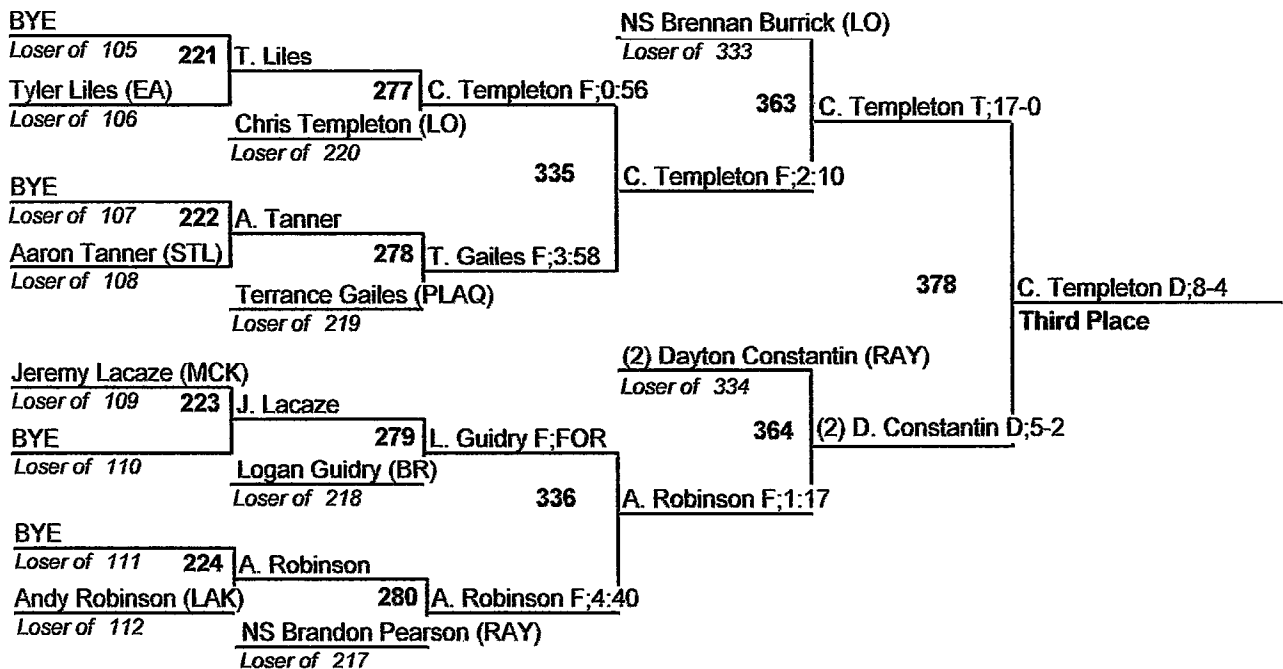 BYE
Loser of 105
221
T. Liles
Tyler Liles (EA)
Loser of 106
277
C. Templeton F;0:56
Chris Templeton (LO)
Loser of 220
335
C. Templeton F;2:10
BYE
Loser of 107
222
A. Tanner
Aaron Tanner (STL)
Loser of 108
278
T. Gailes F;3:58
Terrance Gailes (PLAQ)
Loser of 219
NS Brennan Burrick (LO)
Loser of 333
363
C. Templeton T;17-0
378
C. Templeton D;8-4
Third Place
Jeremy Lacaze (MCK)
Loser of 109
223
J. Lacaze
BYE
Loser of 110
279
L. Guidry F;FOR
Logan Guidry (BR)
Loser of 218
336
A. Robinson F;1:17
BYE
Loser of 111
224
A. Robinson
Andy Robinson (LAK)
Loser of 112
280
A. Robinson F;4:40
NS Brandon Pearson (RAY)
Loser of 217
(2) Dayton Constantin (RAY)
Loser of 334
364
(2) D. Constantin D;5-2